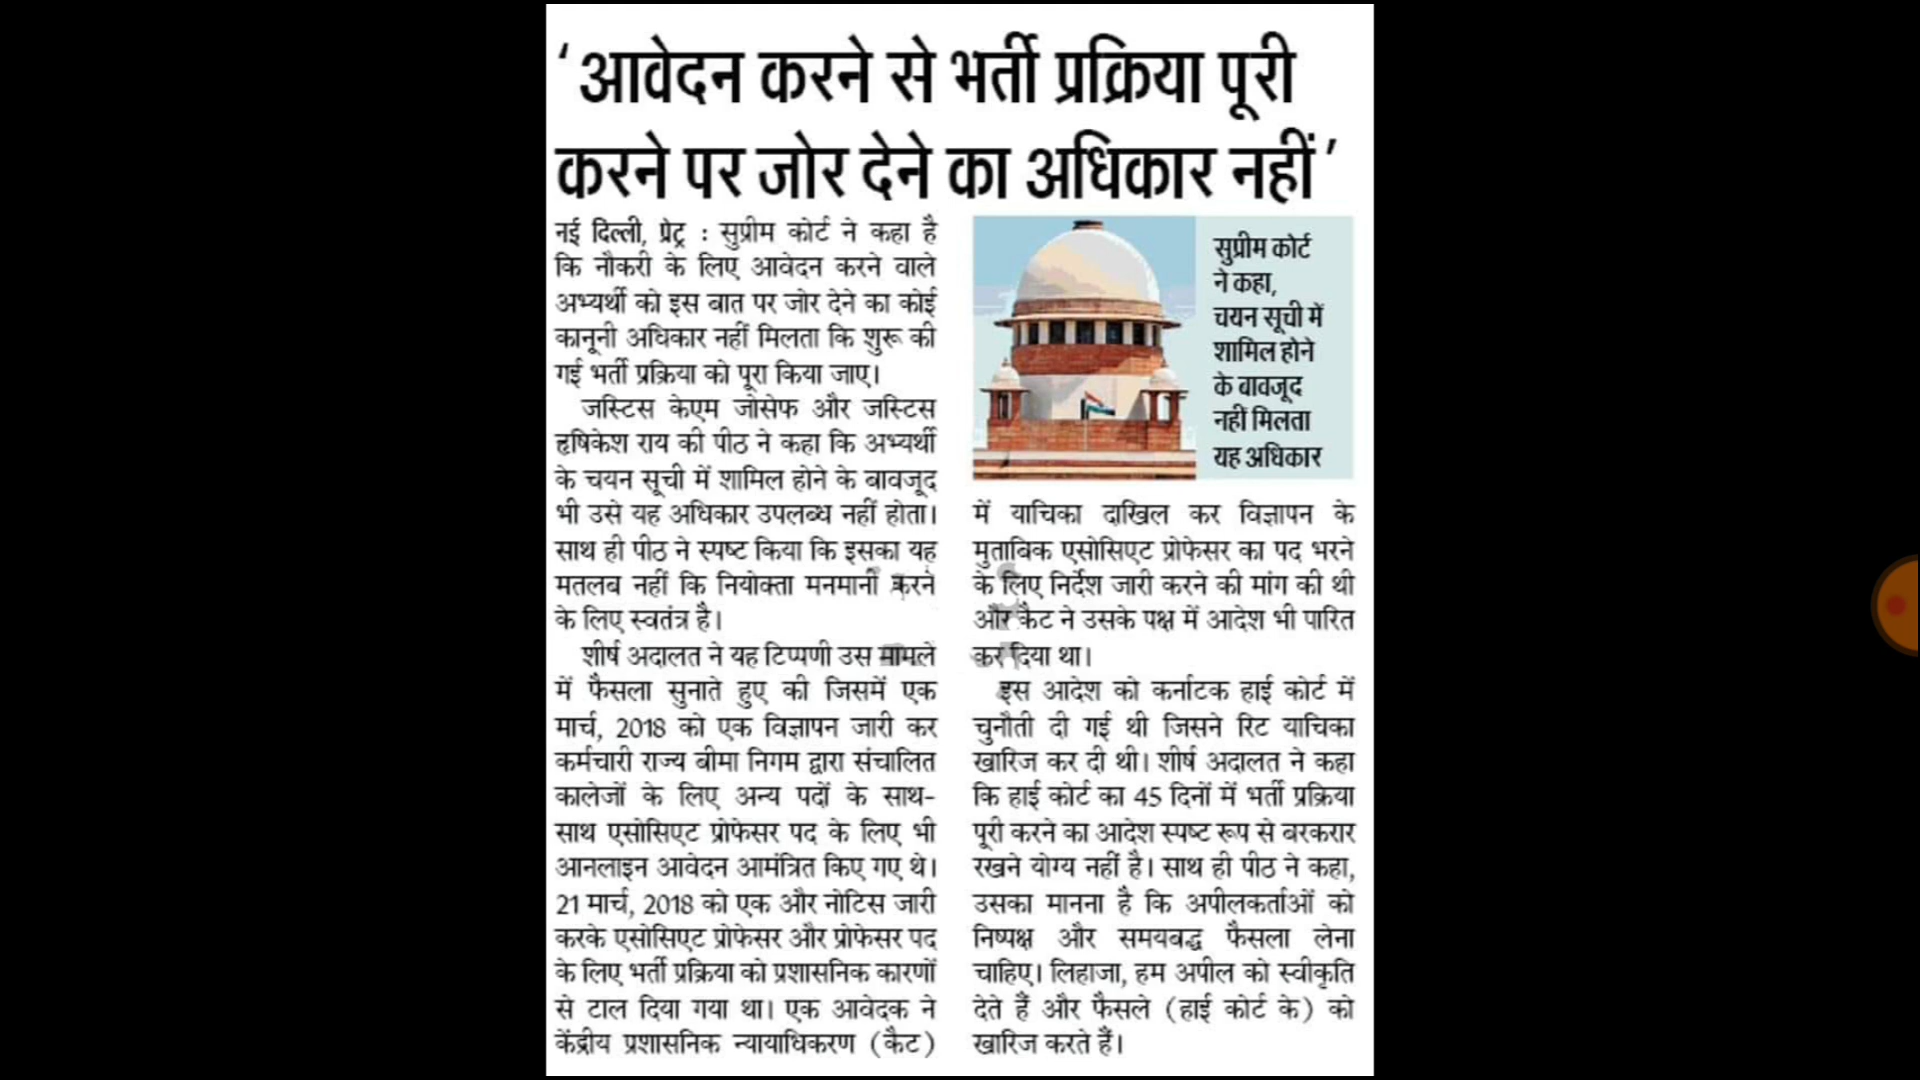 ‘आवेदन करने से भर्ती प्रक्रिया पूरी
करने पर जोर देने का अधिकार नहीं’
नई दिल्ली, प्रेट्र : सुप्रीम कोर्ट ने कहा है
कि नौकरी के लिए आवेदन करने वाले
अभ्यर्थी को इस बात पर जोर देने का कोई
कानूनी अधिकार नहीं मिलता कि शुरू की
गई भर्ती प्रक्रिया को पूरा किया जाए।
जस्टिस केएम जोसेफ और जस्टिस
हृषिकेश राय की पीठ ने कहा कि अभ्यर्थी
के चयन सूची में शामिल होने के बावजूद
भी उसे यह अधिकार उपलब्ध नहीं होता।
साथ ही पीठ ने स्पष्ट किया कि इसका यह
मतलब नहीं कि नियोक्ता मनमानी करने
के लिए स्वतंत्र है।
शीर्ष अदालत ने यह टिप्पणी उस मामले
में फैसला सुनाते हुए की जिसमें एक
मार्च, 2018 को एक विज्ञापन जारी कर
कर्मचारी राज्य बीमा निगम द्वारा संचालित
कालेजों के लिए अन्य पदों के साथ-
साथ एसोसिएट प्रोफेसर पद के लिए भी
आनलाइन आवेदन आमंत्रित किए गए थे।
21 मार्च, 2018 को एक और नोटिस जारी
करके एसोसिएट प्रोफेसर और प्रोफेसर पद
के लिए भर्ती प्रक्रिया को प्रशासनिक कारणों
से टाल दिया गया था। एक आवेदक ने
केंद्रीय प्रशासनिक न्यायाधिकरण (कैट)
सुप्रीम कोर्ट
ने कहा,
चयन सूची में
शामिल होने
के बावजूद
नहीं मिलता
यह अधिकार
में याचिका दाखिल कर विज्ञापन के
मुताबिक एसोसिएट प्रोफेसर का पद भरने
के लिए निर्देश जारी करने की मांग की थी
और कैट ने उसके पक्ष में आदेश भी पारित
कर दिया था।
इस आदेश को कर्नाटक हाई कोर्ट में
चुनौती दी गई थी जिसने रिट याचिका
खारिज कर दी थी। शीर्ष अदालत ने कहा
कि हाई कोर्ट का 45 दिनों में भर्ती प्रक्रिया
पूरी करने का आदेश स्पष्ट रूप से बरकरार
रखने योग्य नहीं है। साथ ही पीठ ने कहा,
उसका मानना है कि अपीलकर्ताओं को
निष्पक्ष और समयबद्ध फैसला लेना
चाहिए। लिहाजा, हम अपील को स्वीकृति
देते हैं और फैसले (हाई कोर्ट के) को
खारिज करते हैं।